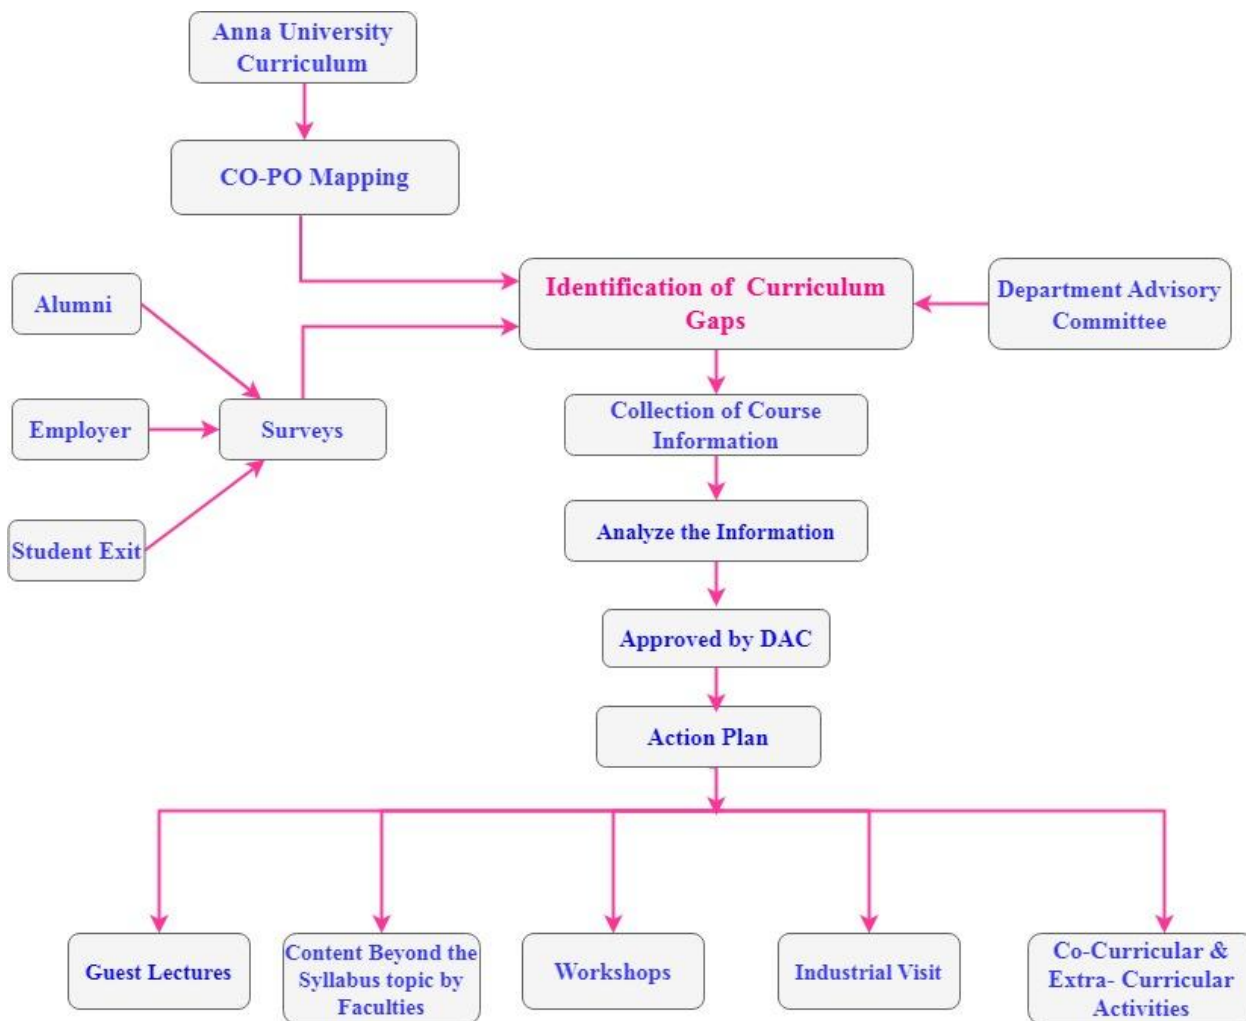 Anna University
Curriculum
CO-PO Mapping
Identification of Curriculum
Gaps
Department Advisory
Committee
Alumni
Employer
Surveys
Student Exit
Collection of Course
Information
Analyze the Information
Approved by DAC
Action Plan
Guest Lectures
Content Beyond the
Syllabus topic by
Faculties
Workshops
Industrial Visit
Co-Curricular &
Extra- Curricular
Activities